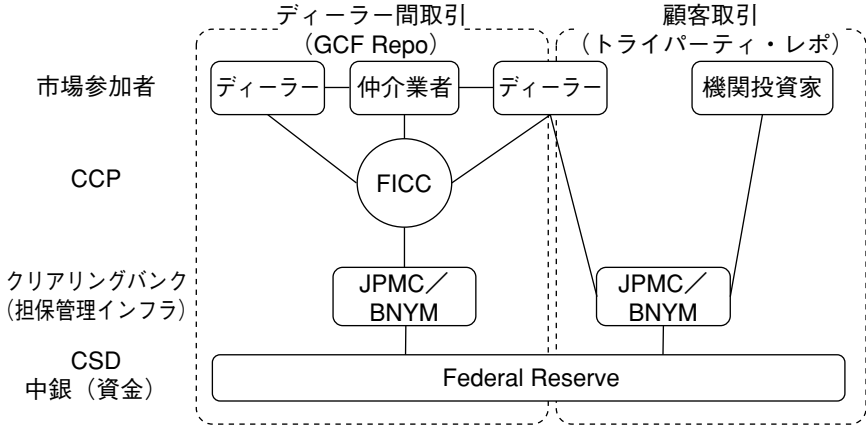 ディーラー間取引
(GCF Repo)
顧客取引
(トライパーティ・レポ)
市場参加者
ディーラー
仲介業者
ディーラー
機関投資家
CCP
FICC
クリアリングバンク
(担保管理インフラ)
JPMC/
BNYM
JPMC/
BNYM
CSD
中銀(資金)
Federal Reserve